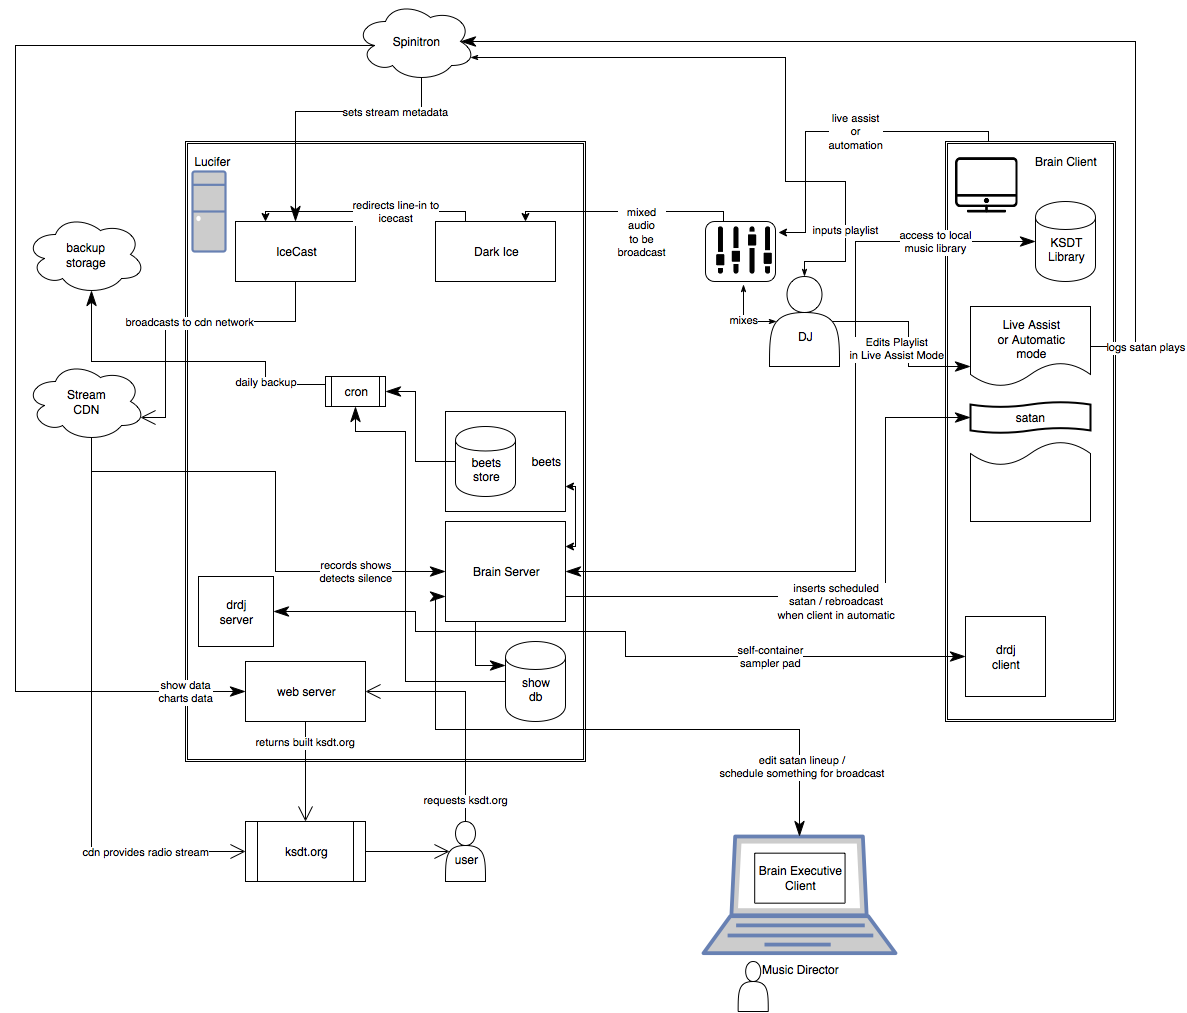 Spinitron
sets stream metadata
live assist
or
automation
Lucifer
Brain Client
redirects line-in to
icecast
mixed
audio
to be
broadcast
inputs playlist
access to local
music library
KSDT
Library
backup
storage
IceCast
Dark Ice
broadcasts to cdn network
mixes
DJ
Edits Playlist
in Live Assist Mode
Live Assist
or Automatic
mode
logs satan plays
daily backup
cron
Stream
CDN
satan
beets
store
beets
records shows
detects silence
Brain Server
inserts scheduled
satan / rebroadcast
when client in automatic
drdj
server
self-container
sampler pad
drdj
client
show data
charts data
web server
show
db
returns built ksdt.org
edit satan lineup /
schedule something for broadcast
requests ksdt.org
cdn provides radio stream
ksdt.org
user
Brain Executive
Client
Music Director